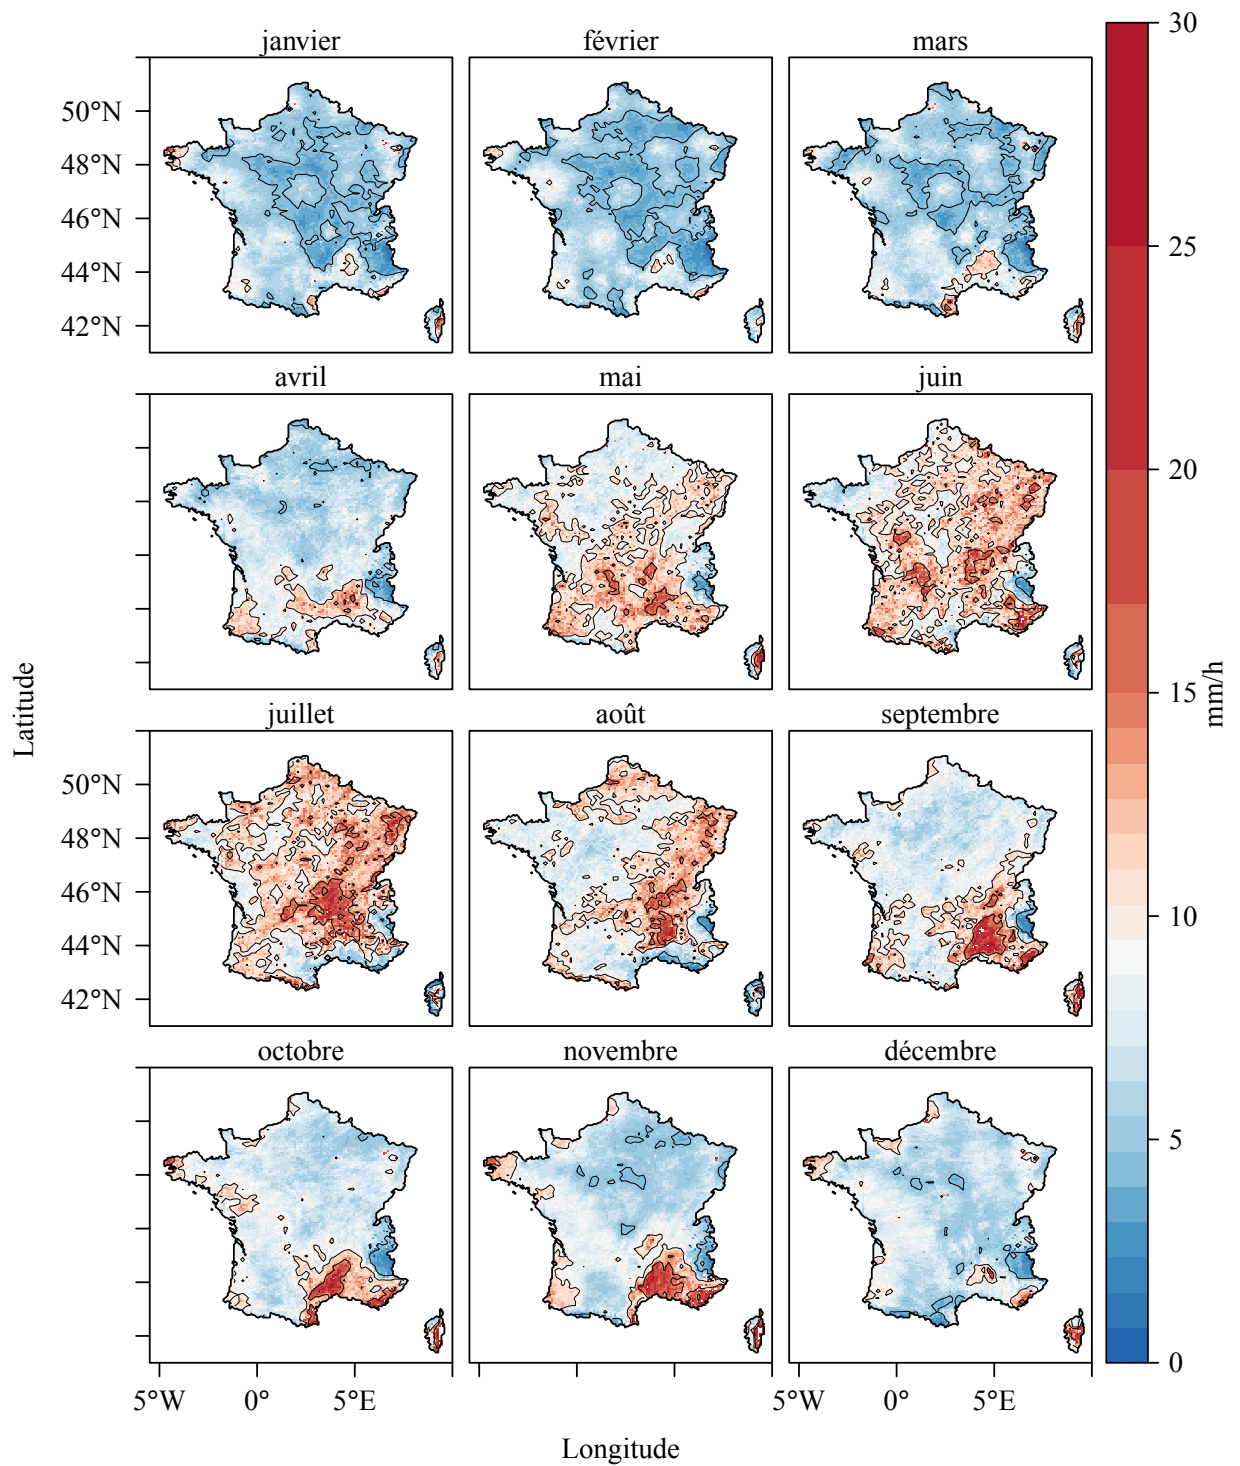 janvier
février
mars
30
50°N
48°N
46°N
44°N
42°N
25
avril
mai
juin
20
15
mm/h
Latitude
juillet
août
septembre
50°N
48°N
46°N
44°N
42°N
10
octobre
novembre
décembre
5
0
5°W
0°
5°E
5°W
0°
5°E
Longitude